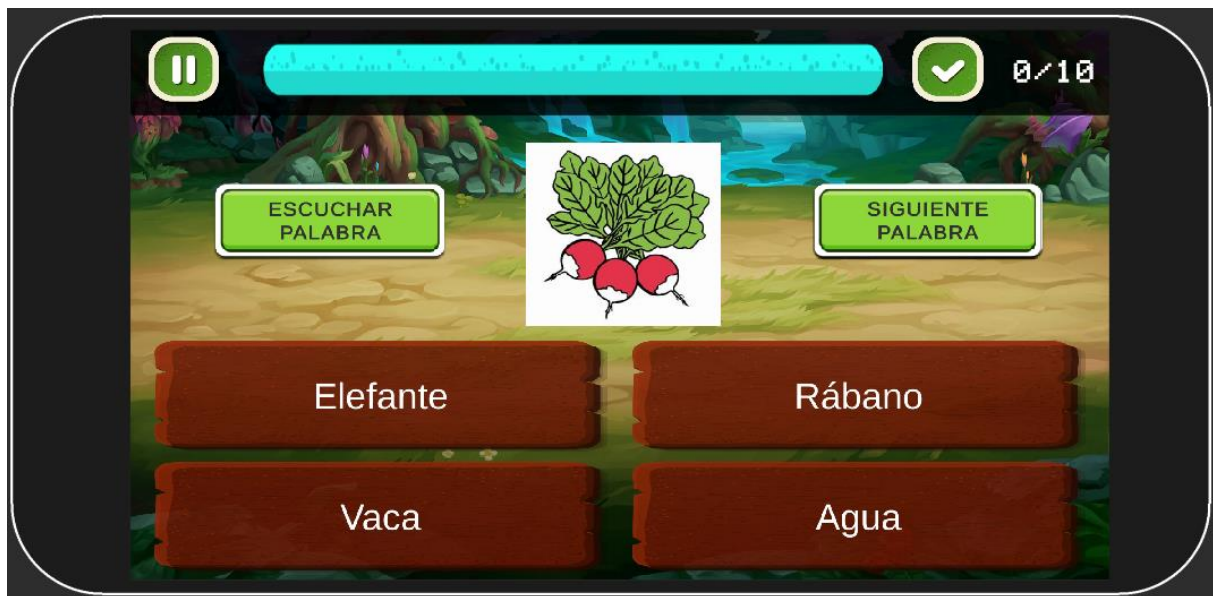 0/10
ESCUCHAR
PALABRA
SIGUIENTE
PALABRA
Elefante
Rábano
Vaca
Agua